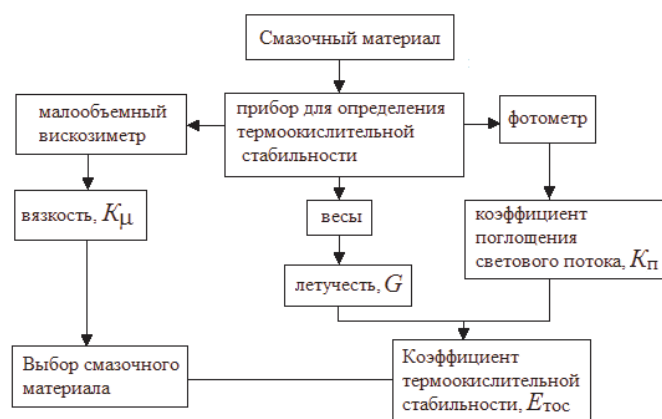 Смазочный материал
малообъемный
вискозиметр
прибор для определения
термоокислительной
стабильности
фотометр
вязкость, Kμ
весы
коэффициент
поглощения
светового потока, Kп
летучесть, G
Выбор смазочного
материала
Коэффициент
термоокислительной
стабильности, Eтос